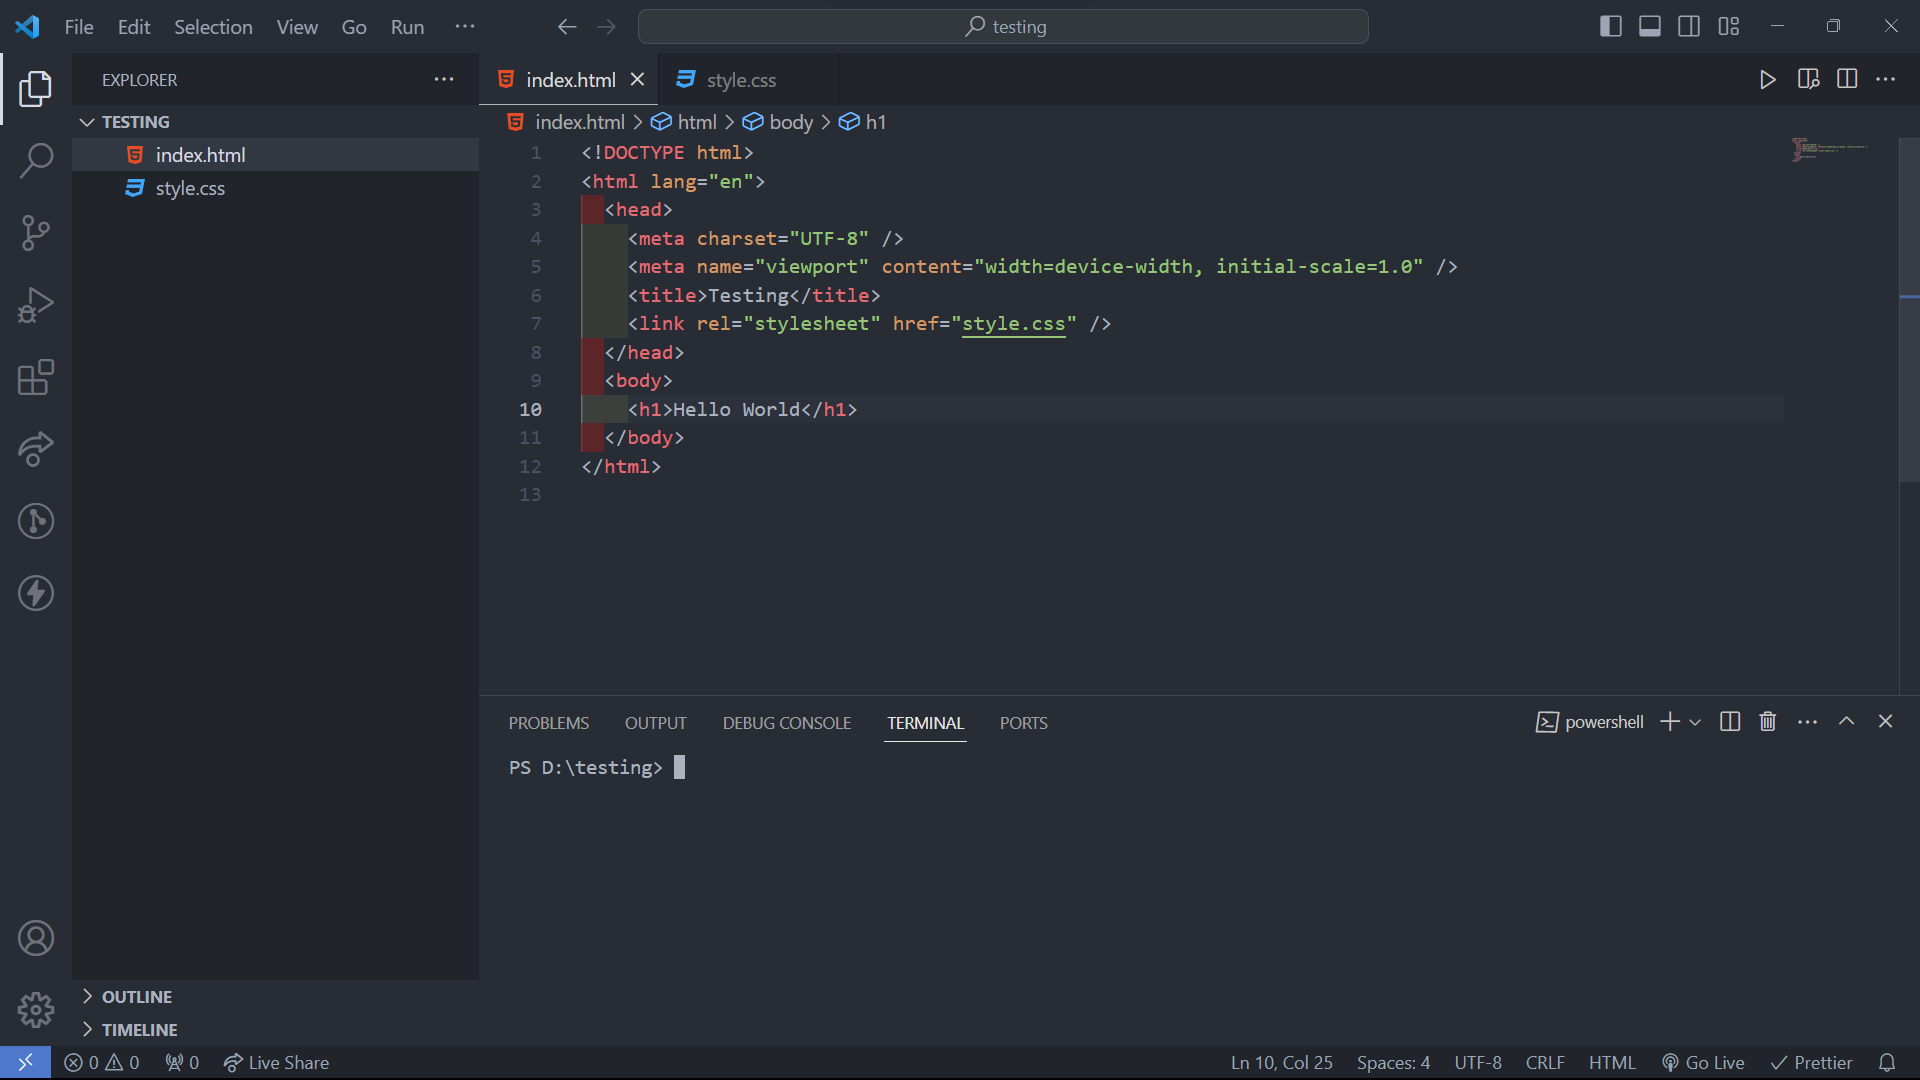 File Edit Selection View Go Run ··· testing
EXPLORER ···
TESTING
index.html
style.css
index.html style.css
index.html > html > body > h1
1 <!DOCTYPE html>
2 <html lang="en">
3 <head>
4 <meta charset="UTF-8" />
5 <meta name="viewport" content="width=device-width, initial-scale=1.0" />
6 <title>Testing</title>
7 <link rel="stylesheet" href="style.css" />
8 </head>
9 <body>
10 <h1>Hello World</h1>
11 </body>
12 </html>
13
PROBLEMS OUTPUT DEBUG CONSOLE TERMINAL PORTS powershell
PS D:\testing>
OUTLINE
TIMELINE
0 0 0 Live Share Ln 10, Col 25 Spaces: 4 UTF-8 CRLF HTML Go Live Prettier